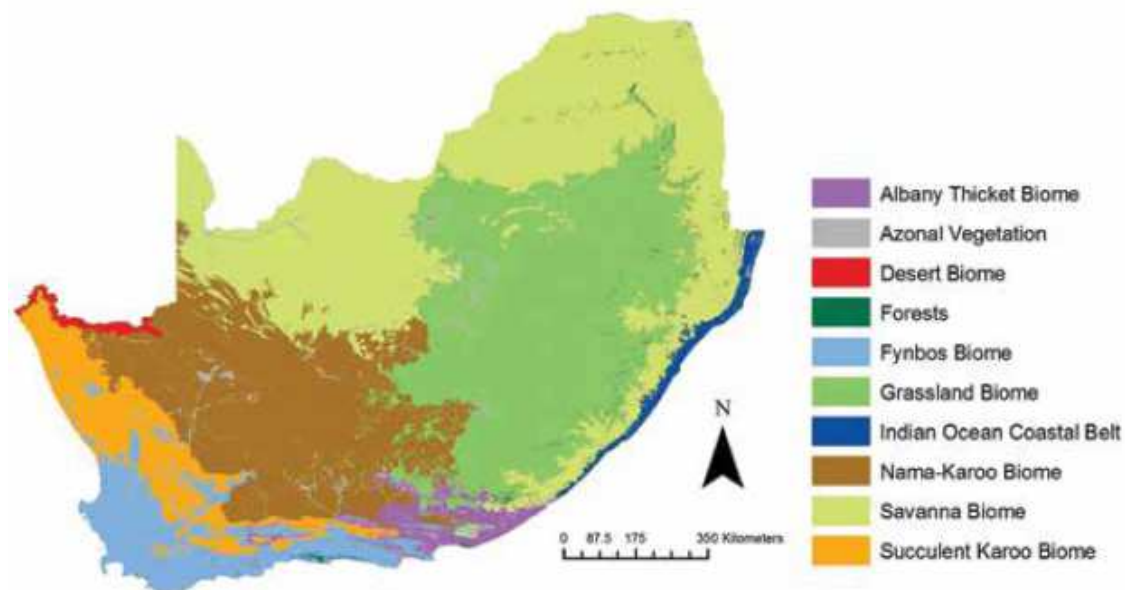 Albany Thicket Biome
Azonal Vegetation
Desert Biome
Forests
Fynbos Biome
Grassland Biome
Indian Ocean Coastal Belt
Nama-Karoo Biome
Savanna Biome
Succulent Karoo Biome
N
0 87.5 175 350 Kilometers